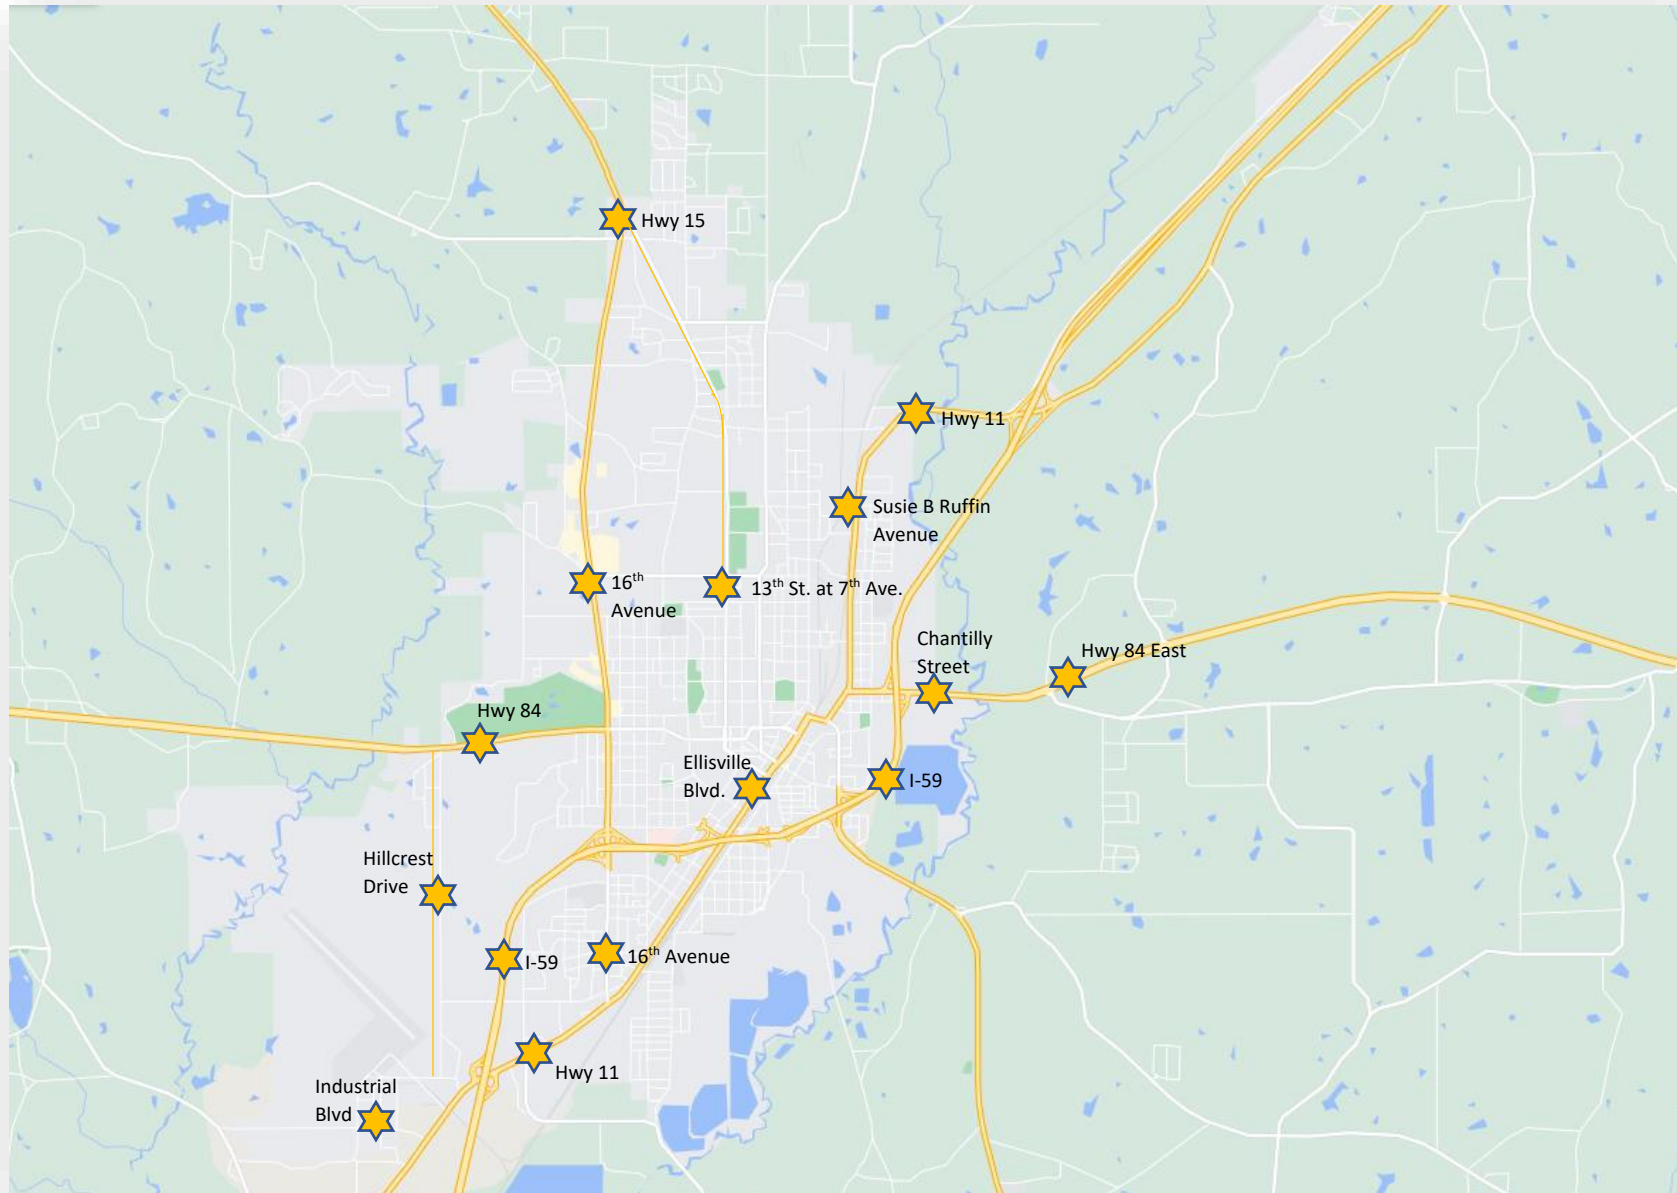 Hwy 15
Hwy 11
Susie B Ruffin
Avenue
16th
Avenue
13th St. at 7th Ave.
Chantilly
Street
Hwy 84 East
Hwy 84
Ellisville
Blvd.
I-59
Hillcrest
Drive
I-59
16th Avenue
Hwy 11
Industrial
Blvd